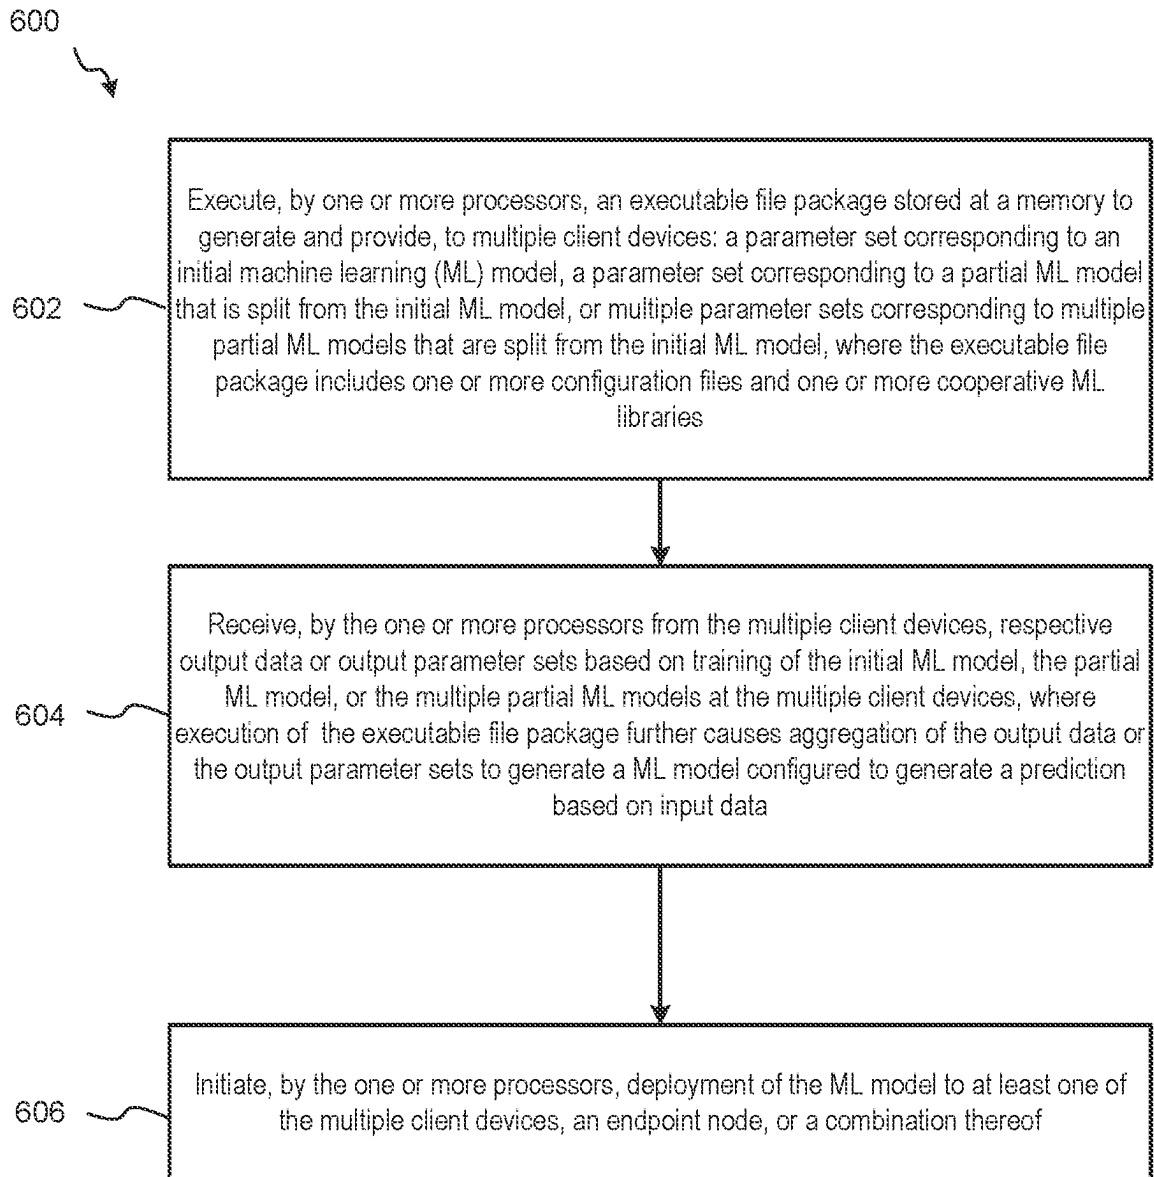 600
Execute, by one or more processors, an executable file package stored at a memory to
generate and provide, to multiple client devices: a parameter set corresponding to an
initial machine learning (ML) model, a parameter set corresponding to a partial ML model
602
that is split from the initial ML model, or multiple parameter sets corresponding to multiple
partial ML models that are split from the initial ML model, where the executable file
package includes one or more configuration files and one or more cooperative ML
libraries
Receive, by the one or more processors from the multiple client devices, respective
output data or output parameter sets based on training of the initial ML model, the partial
ML model, or the multiple partial ML models at the multiple client devices, where
604
execution of the executable file package further causes aggregation of the output data or
the output parameter sets to generate a ML model configured to generate a prediction
based on input data
Initiate, by the one or more processors, deployment of the ML model to at least one of
606
the multiple client devices, an endpoint node, or a combination thereof